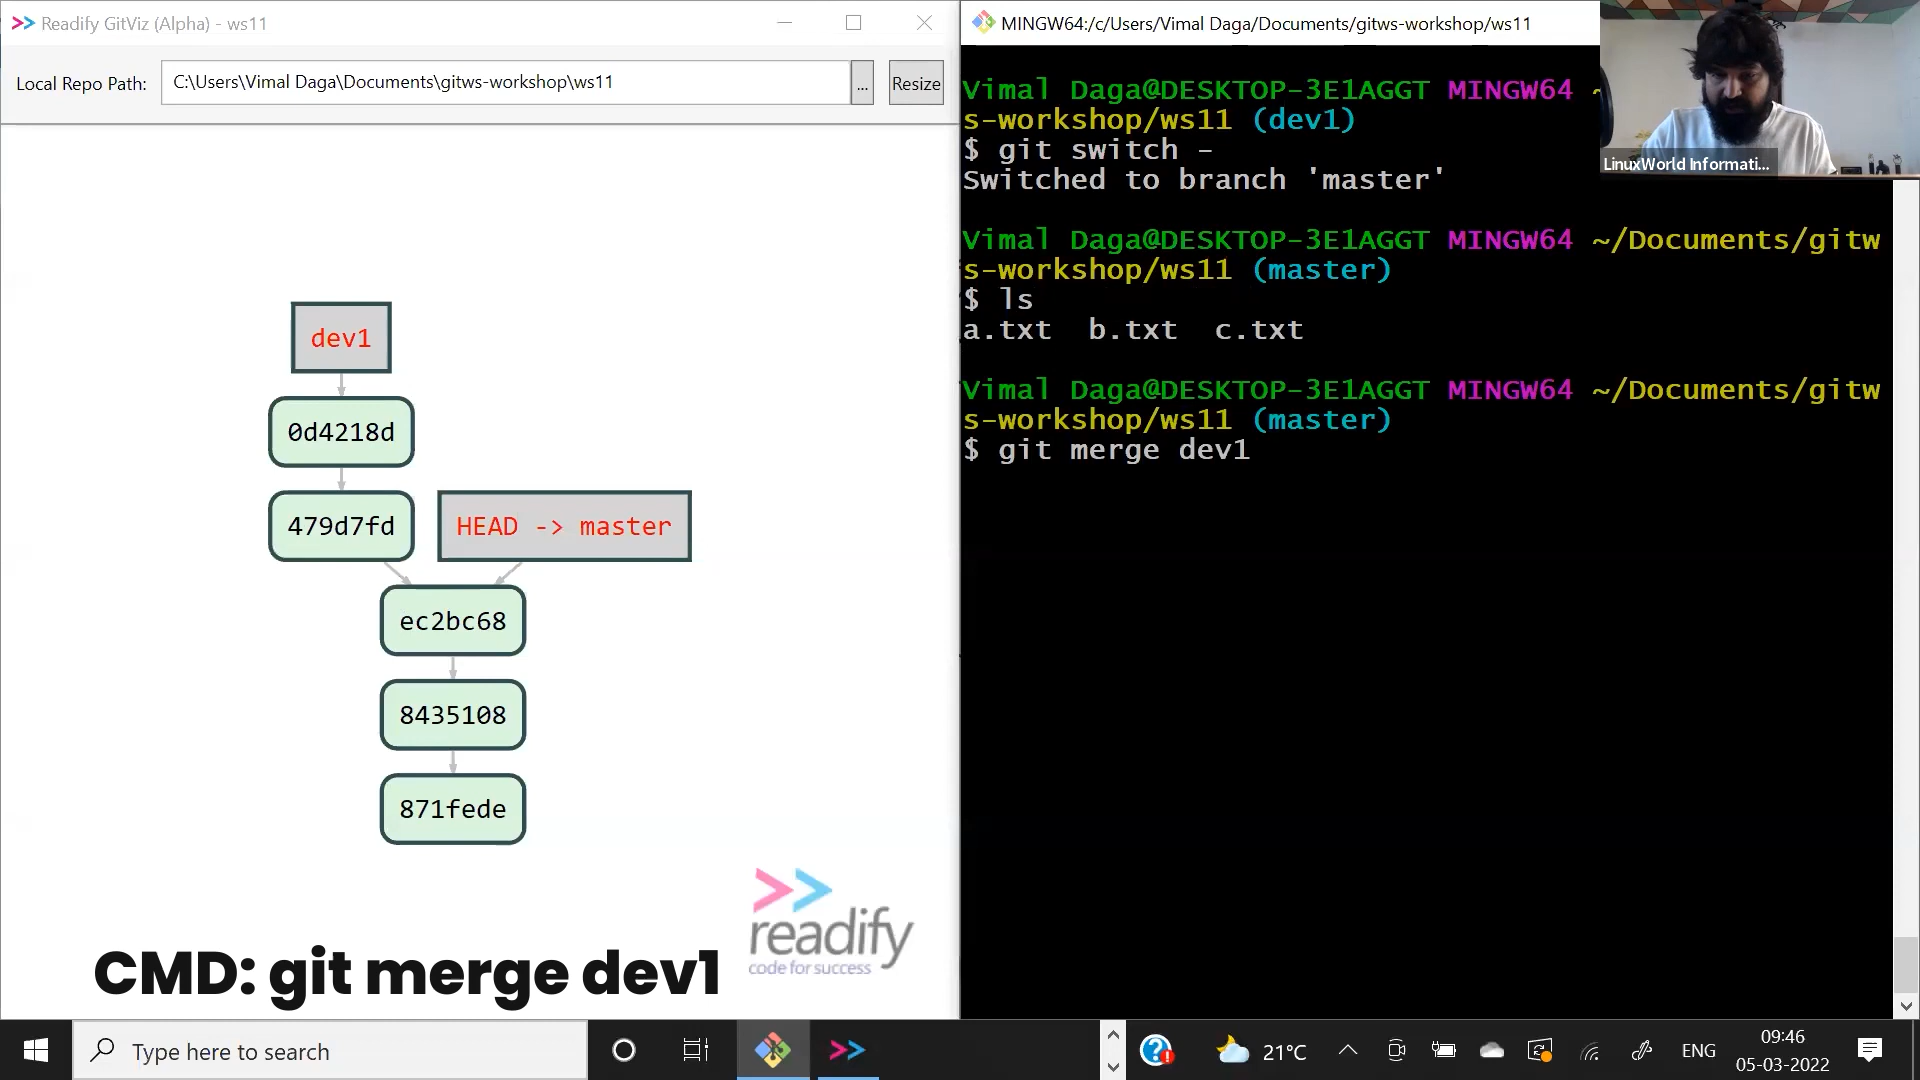 Readify GitViz (Alpha) - ws11
Local Repo Path:
C:\Users\Vimal Daga\Documents\gitws-workshop\ws11
...
Resize
dev1
0d4218d
479d7fd
HEAD -> master
ec2bc68
8435108
871fede
readify
code for success
CMD: git merge dev1
MINGW64:/c/Users/Vimal Daga/Documents/gitws-workshop/ws11
Vimal Daga@DESKTOP-3E1AGGT MINGW64 ~
s-workshop/ws11 (dev1)
$ git switch -
Switched to branch 'master'
Vimal Daga@DESKTOP-3E1AGGT MINGW64 ~/Documents/gitw
s-workshop/ws11 (master)
$ ls
a.txt  b.txt  c.txt
Vimal Daga@DESKTOP-3E1AGGT MINGW64 ~/Documents/gitw
s-workshop/ws11 (master)
$ git merge dev1
LinuxWorld Informati...
Type here to search
21°C
ENG
09:46
05-03-2022